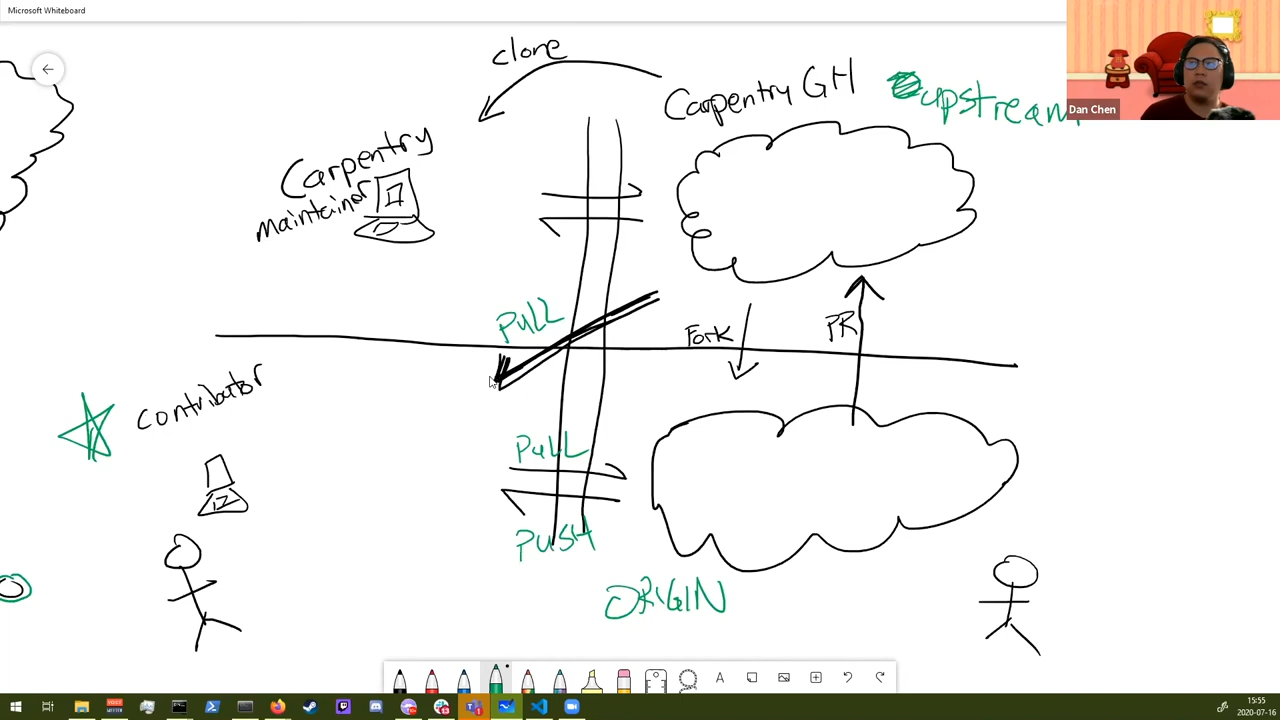 Microsoft Whiteboard
clone
Carpentry GH
upstream
Dan Chen
Carpentry
maintainor
PULL
Fork
PR
contributor
PULL
PUSH
ORIGIN
15:55
2020-07-16